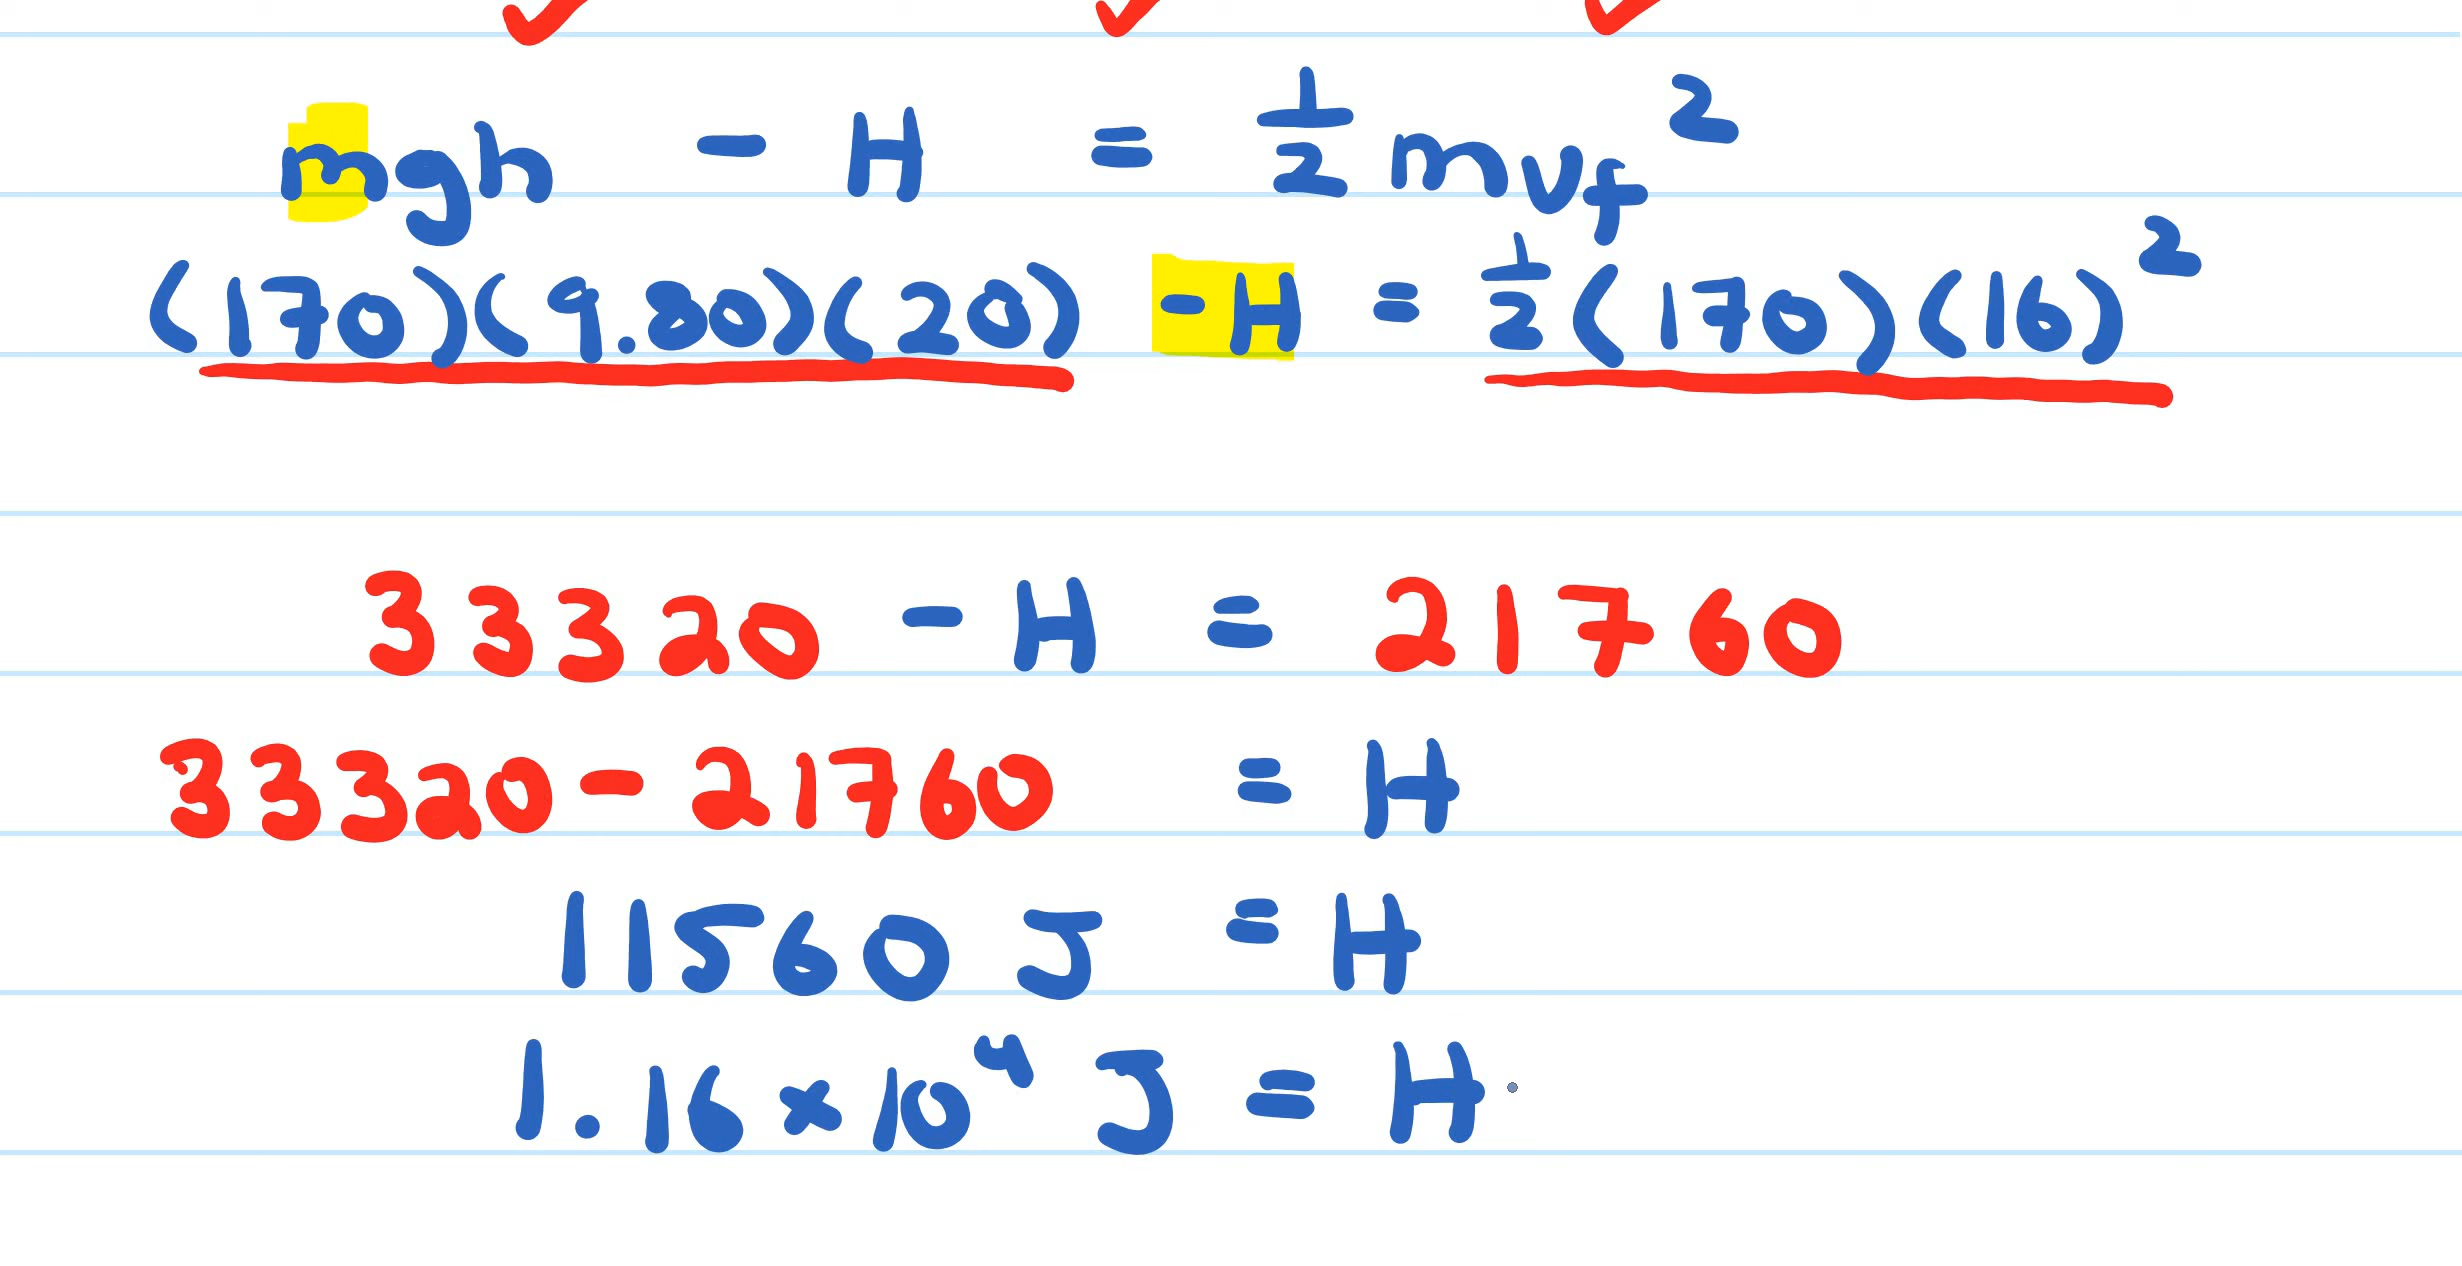 mgh - H = ½ mv_f²
(170)(9.80)(20) - H = ½(170)(16)²
33320 - H = 21760
33320 - 21760 = H
11560 J = H
1.16 × 10⁴ J = H